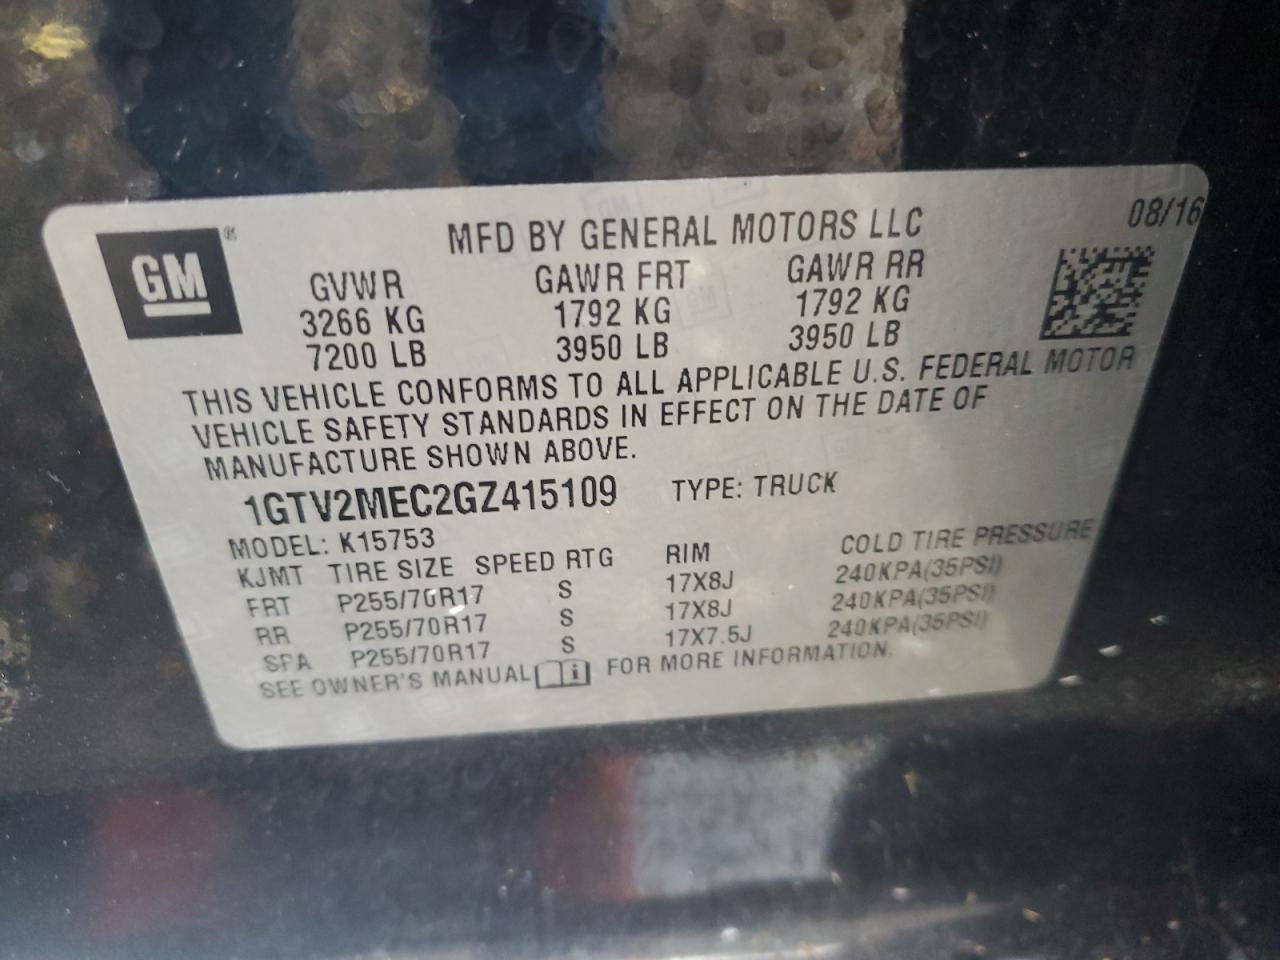 GM ®
MFD BY GENERAL MOTORS LLC 08/16
GVWR GAWR FRT GAWR RR
3266 KG 1792 KG 1792 KG
7200 LB 3950 LB 3950 LB
THIS VEHICLE CONFORMS TO ALL APPLICABLE U.S. FEDERAL MOTOR
VEHICLE SAFETY STANDARDS IN EFFECT ON THE DATE OF
MANUFACTURE SHOWN ABOVE.
1GTV2MEC2GZ415109 TYPE: TRUCK
MODEL: K15753
KJMT TIRE SIZE SPEED RTG RIM COLD TIRE PRESSURE
FRT P255/70R17 S 17X8J 240KPA(35PSI)
RR P255/70R17 S 17X8J 240KPA(35PSI)
SPA P255/70R17 S 17X7.5J 240KPA(35PSI)
SEE OWNER'S MANUAL i FOR MORE INFORMATION.